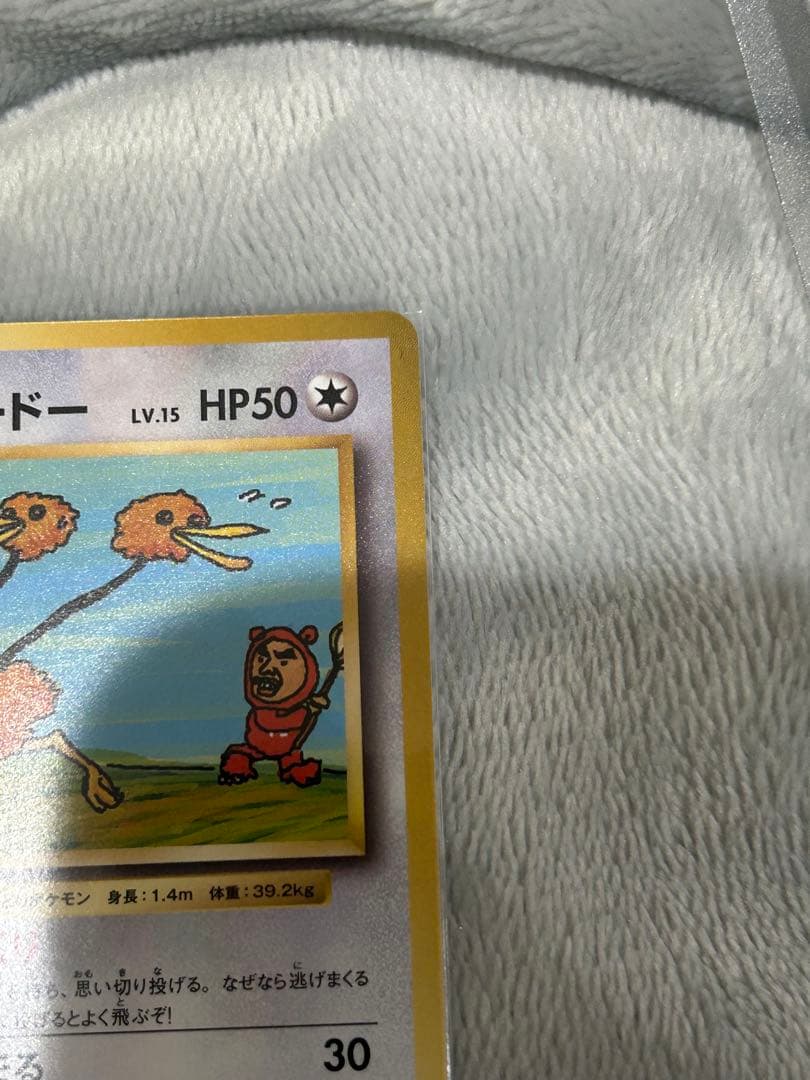 ードー LV.15 HP50
ポケモン 身長：1.4m 体重：39.2kg
、思い切り投げる。なぜなら逃げまくる
げるとよく飛ぶぞ！
る 30